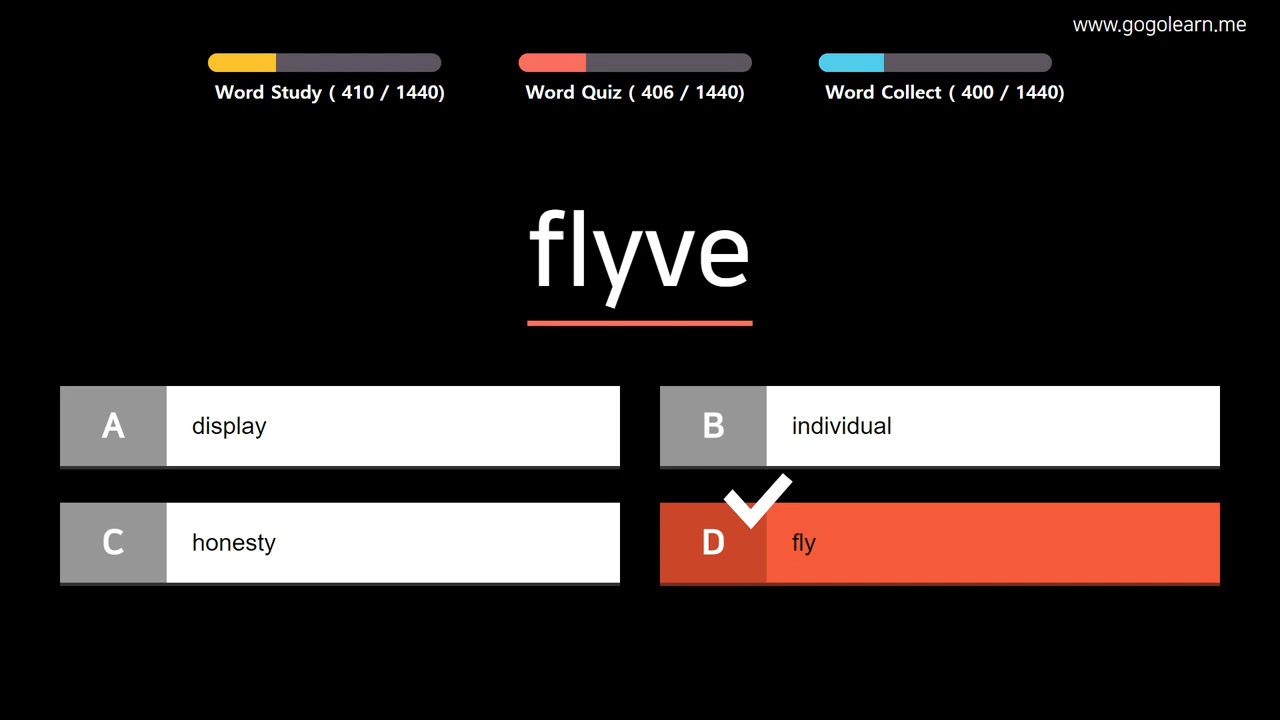 www.gogolearn.me
Word Study ( 410 / 1440)
Word Quiz ( 406 / 1440)
Word Collect ( 400 / 1440)
flyve
A display
B individual
C honesty
D fly